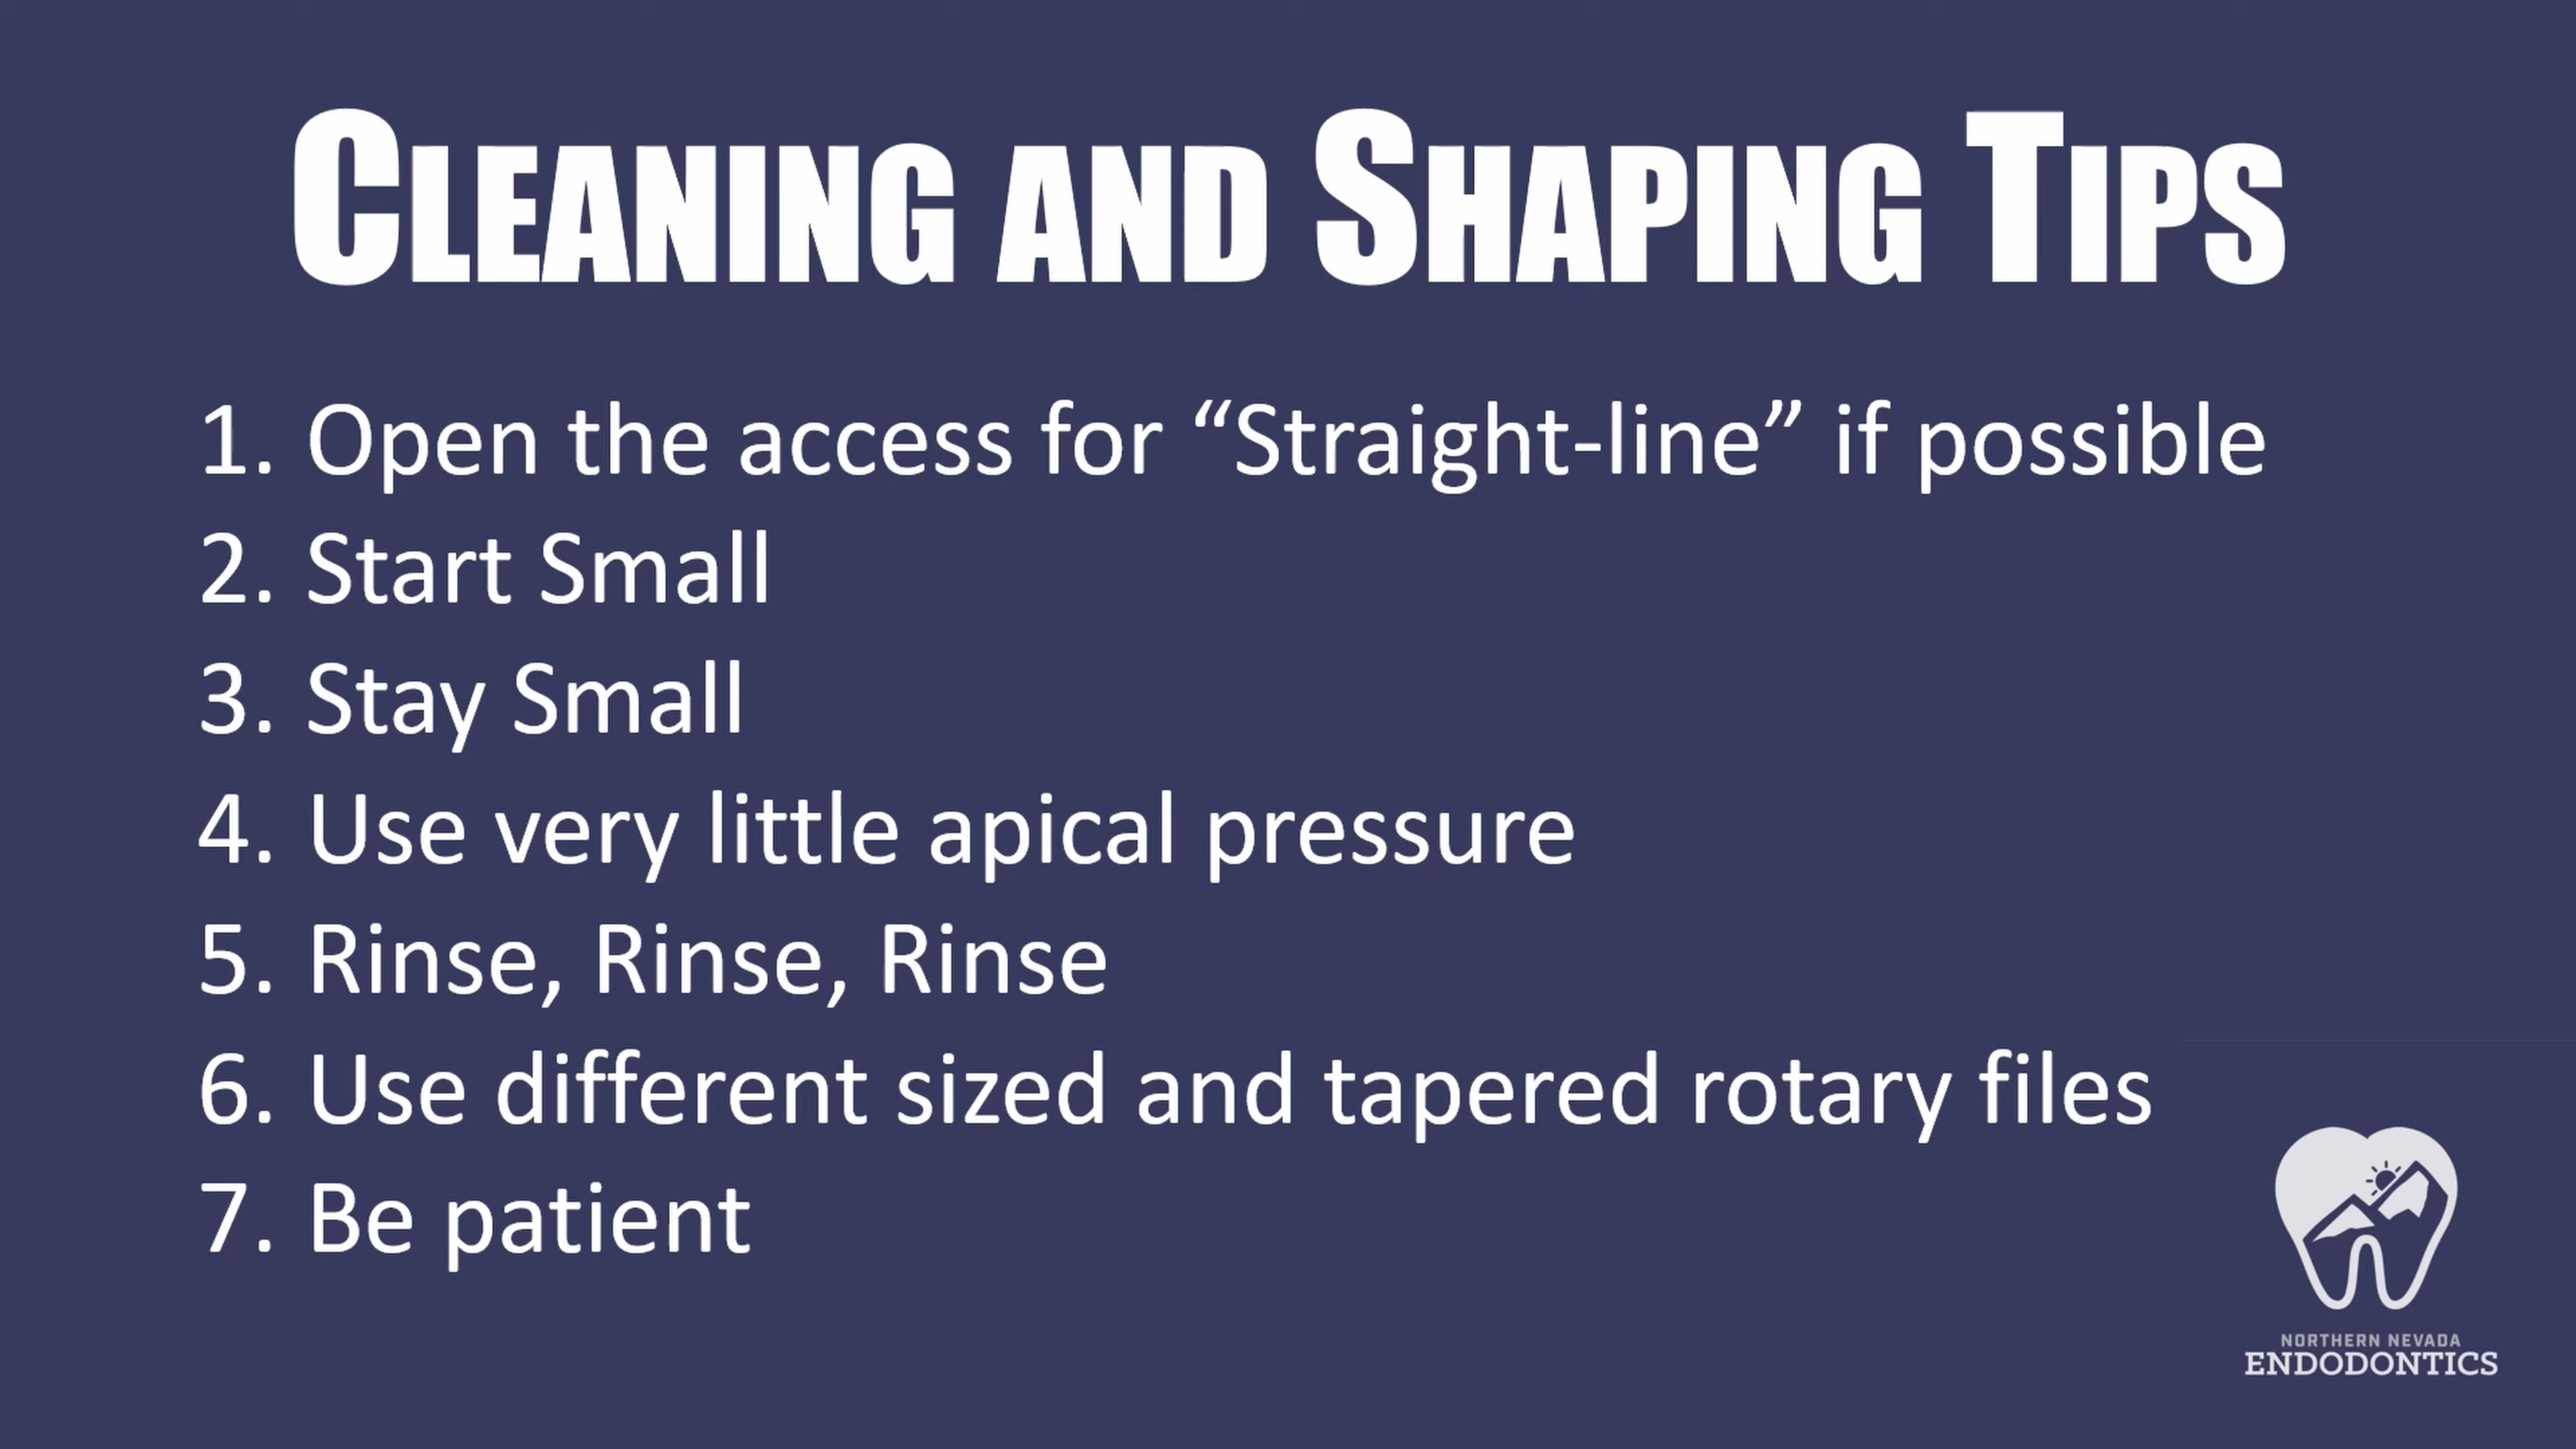 CLEANING AND SHAPING TIPS
1. Open the access for “Straight-line” if possible
2. Start Small
3. Stay Small
4. Use very little apical pressure
5. Rinse, Rinse, Rinse
6. Use different sized and tapered rotary files
7. Be patient
NORTHERN NEVADA
ENDODONTICS